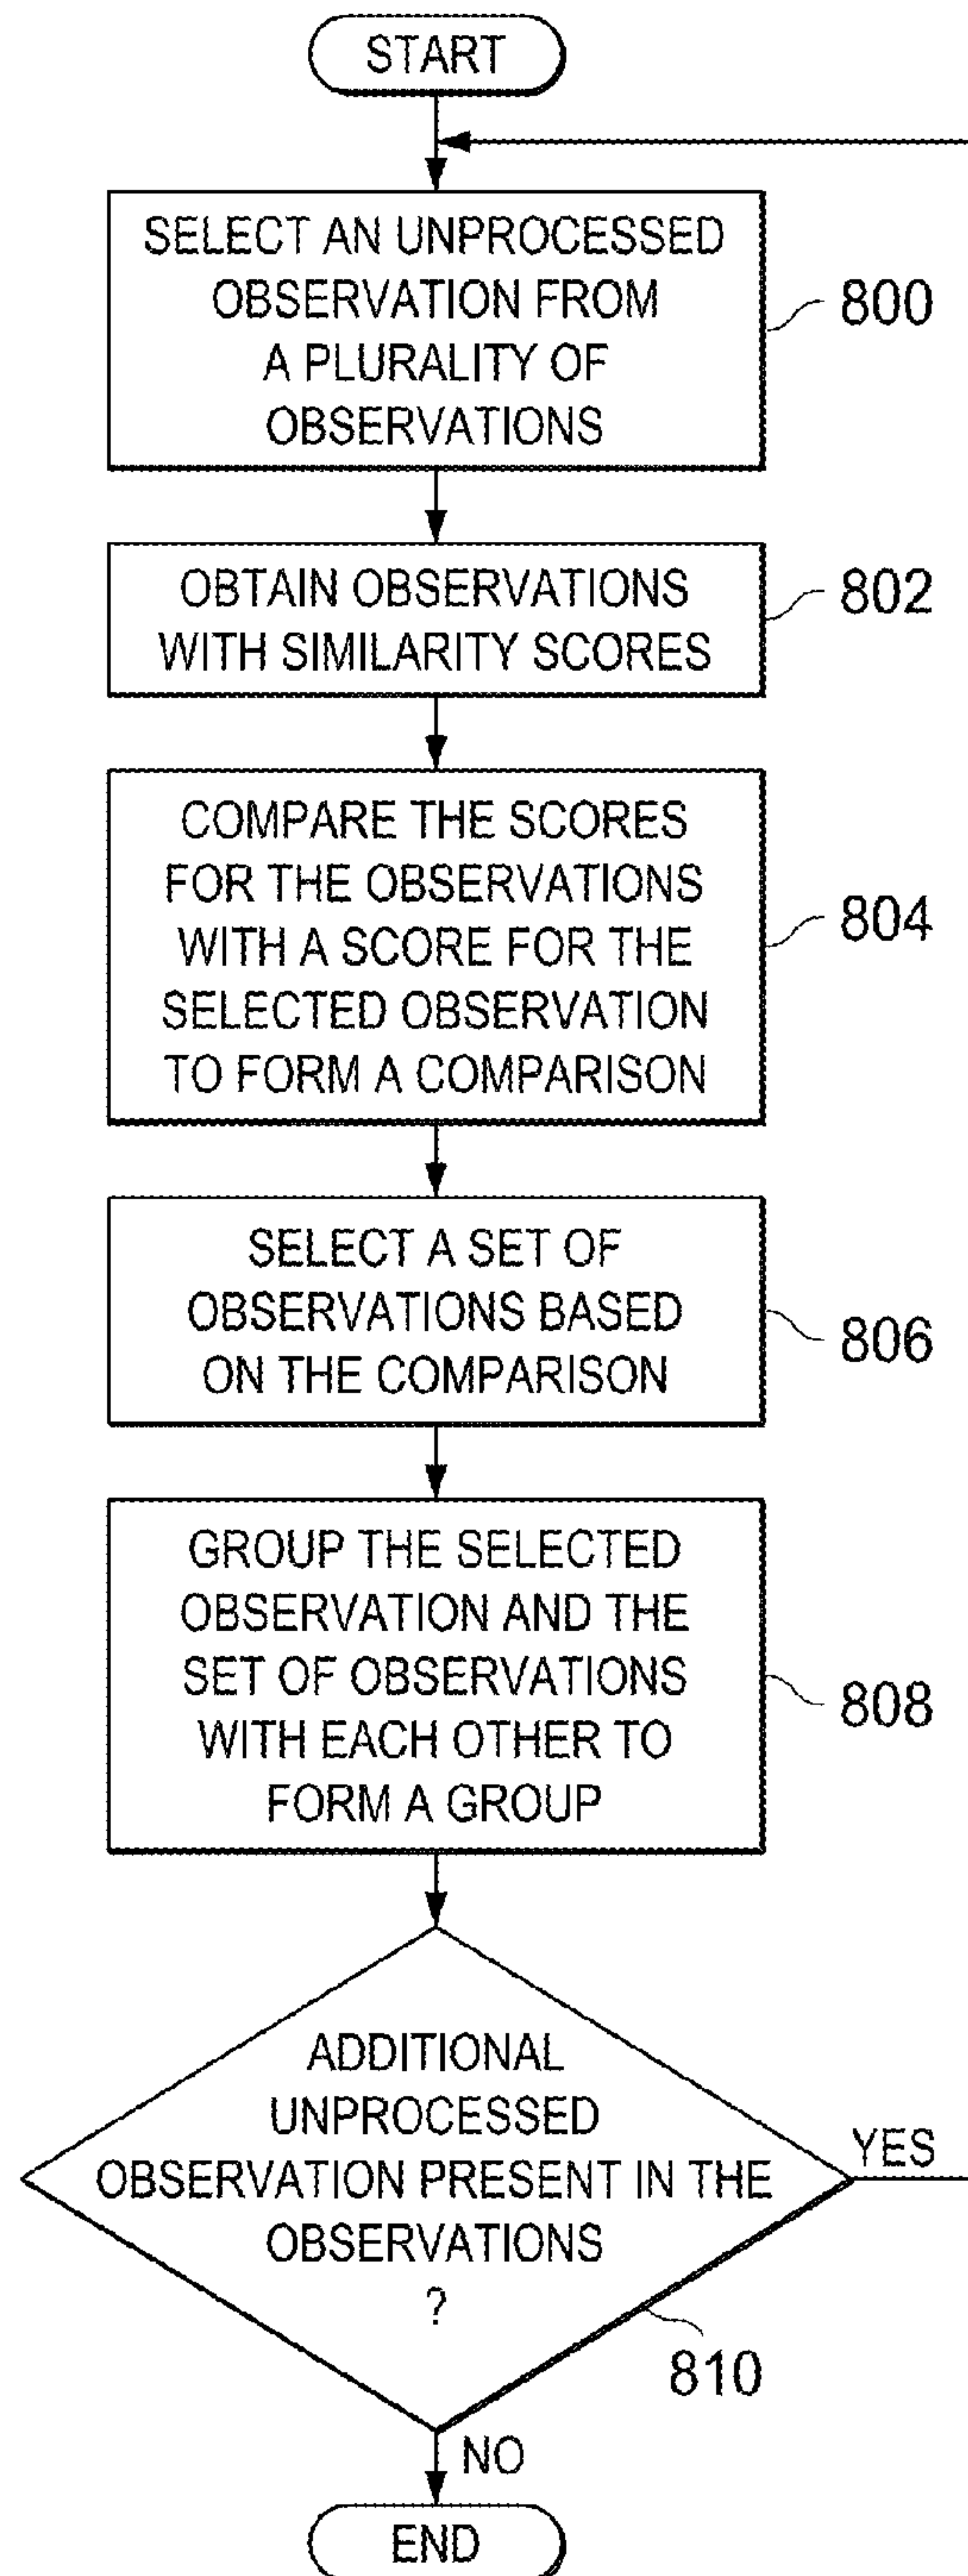 START
SELECT AN UNPROCESSED
OBSERVATION FROM
A PLURALITY OF
OBSERVATIONS
800
OBTAIN OBSERVATIONS
WITH SIMILARITY SCORES
802
COMPARE THE SCORES
FOR THE OBSERVATIONS
WITH A SCORE FOR THE
SELECTED OBSERVATION
TO FORM A COMPARISON
804
SELECT A SET OF
OBSERVATIONS BASED
ON THE COMPARISON
806
GROUP THE SELECTED
OBSERVATION AND THE
SET OF OBSERVATIONS
WITH EACH OTHER TO
FORM A GROUP
808
ADDITIONAL
UNPROCESSED
OBSERVATION PRESENT IN THE
OBSERVATIONS
?
YES
810
NO
END